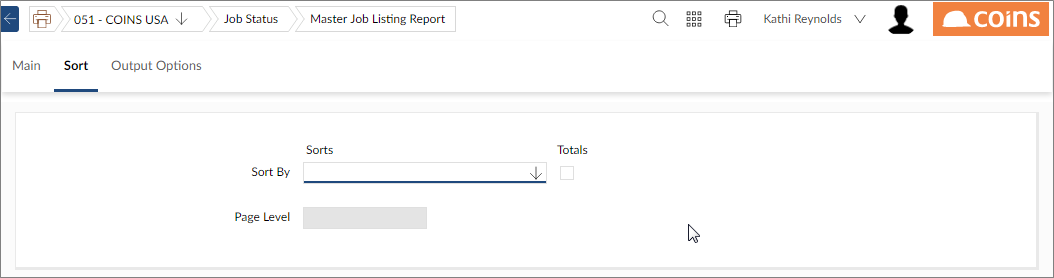 051 - COINS USA Job Status Master Job Listing Report Kathi Reynolds coins
Main Sort Output Options
Sorts Totals
Sort By
Page Level